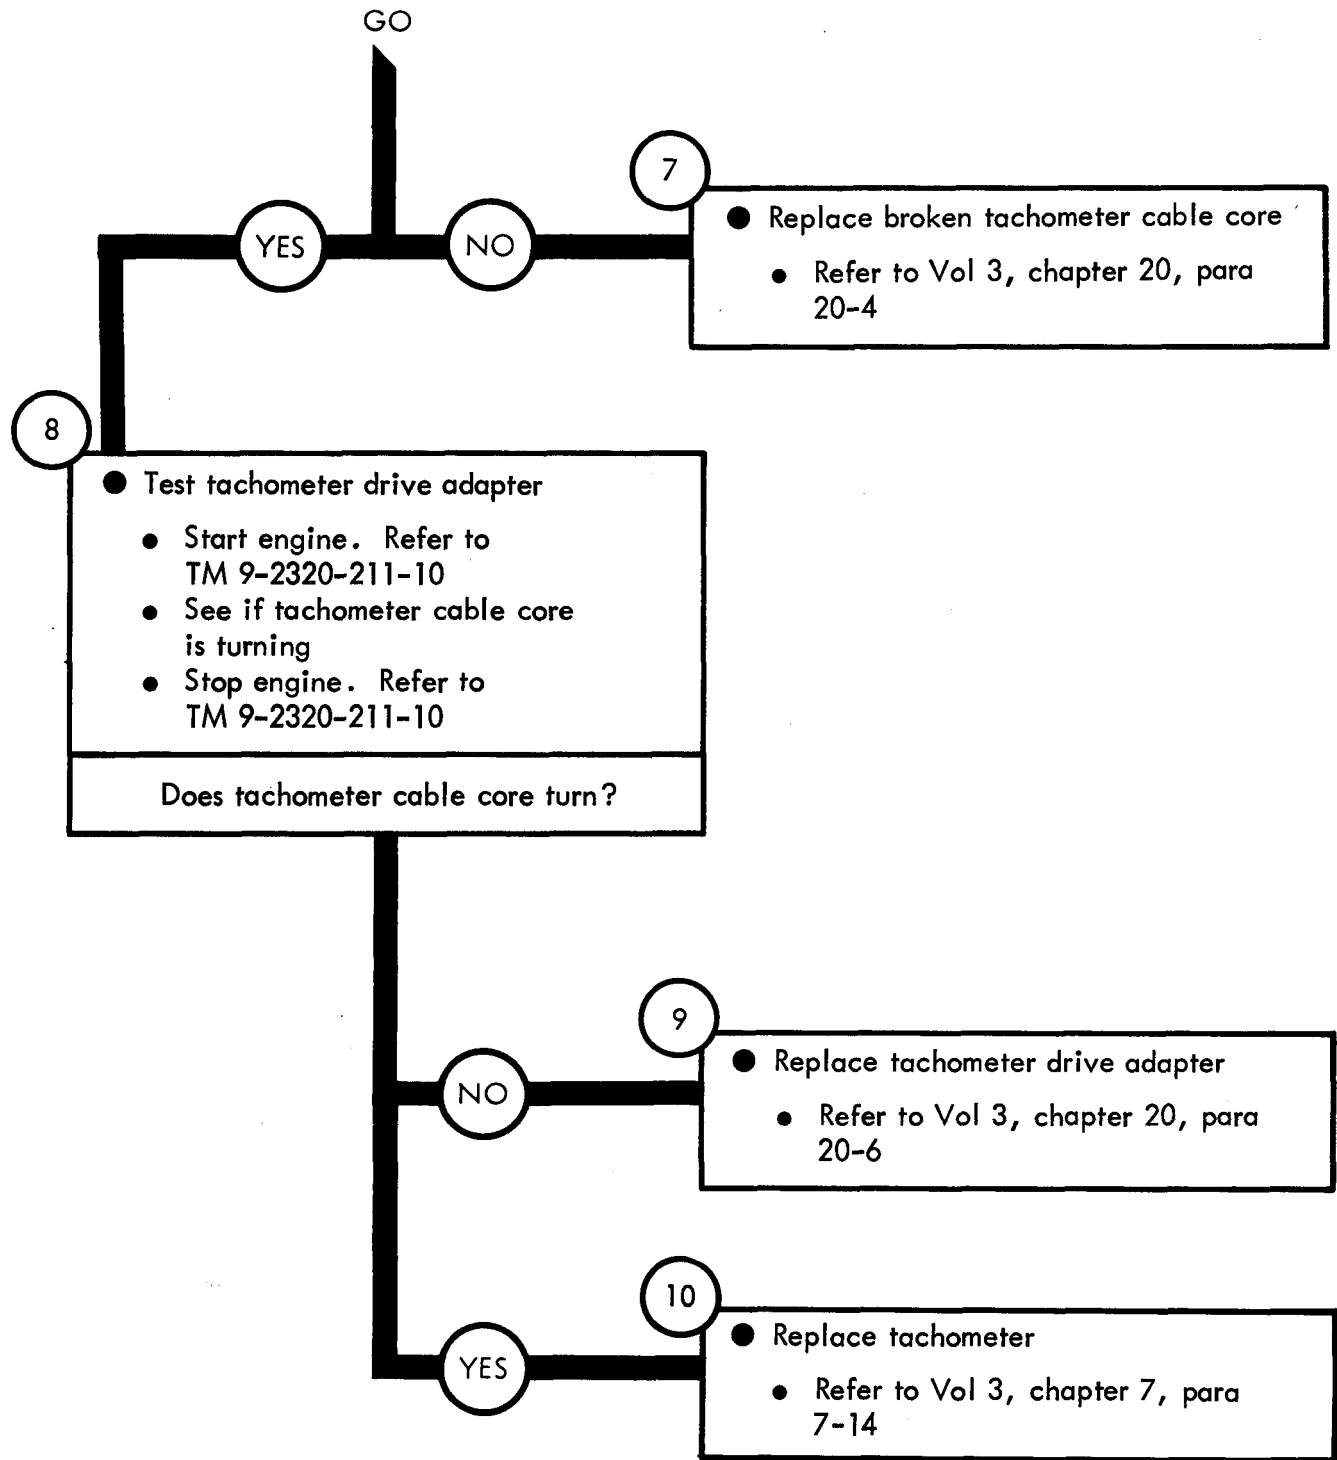 GO
YES
NO
7
● Replace broken tachometer cable core
● Refer to Vol 3, chapter 20, para
20-4
8
● Test tachometer drive adapter
● Start engine. Refer to
TM 9-2320-211-10
● See if tachometer cable core
is turning
● Stop engine. Refer to
TM 9-2320-211-10
Does tachometer cable core turn?
NO
9
● Replace tachometer drive adapter
● Refer to Vol 3, chapter 20, para
20-6
YES
10
● Replace tachometer
● Refer to Vol 3, chapter 7, para
7-14